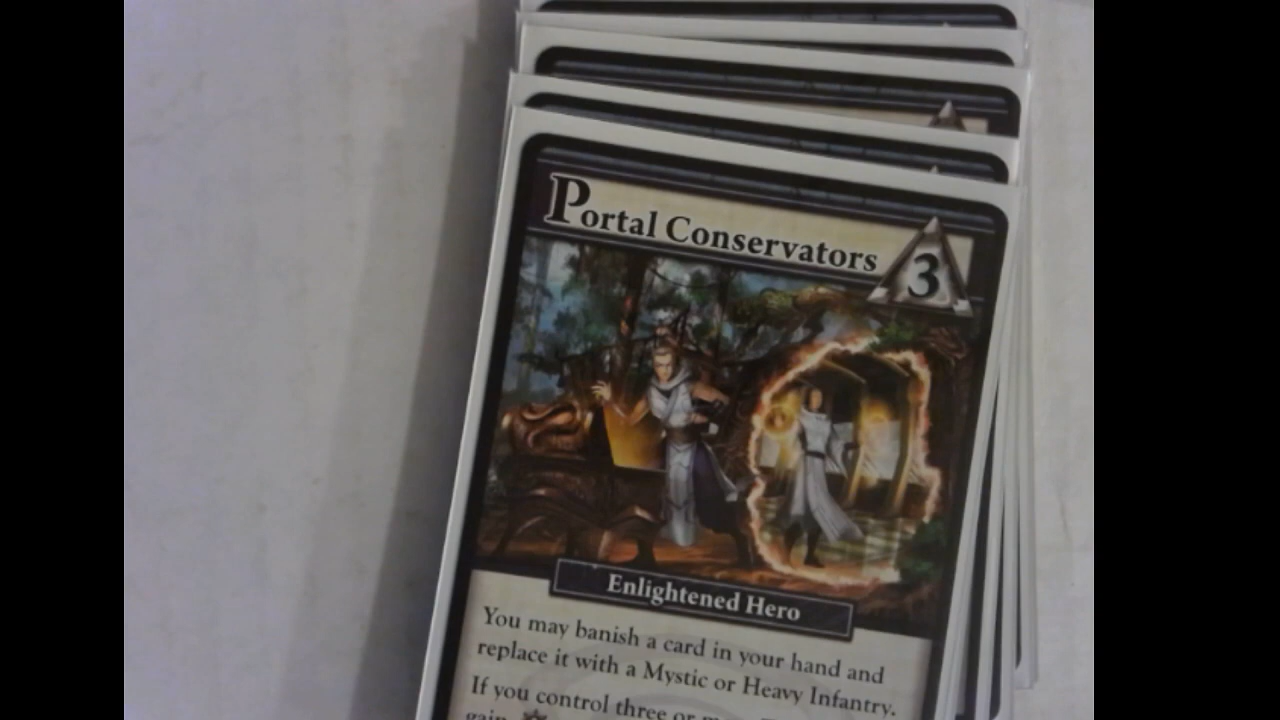 Portal Conservators
3
Enlightened Hero
You may banish a card in your hand and
replace it with a Mystic or Heavy Infantry.
If you control three or
gain